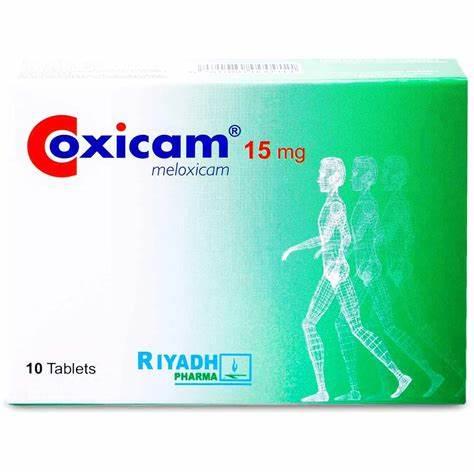 Coxicam® 15 mg
meloxicam
10 Tablets
RIYADH
PHARMA